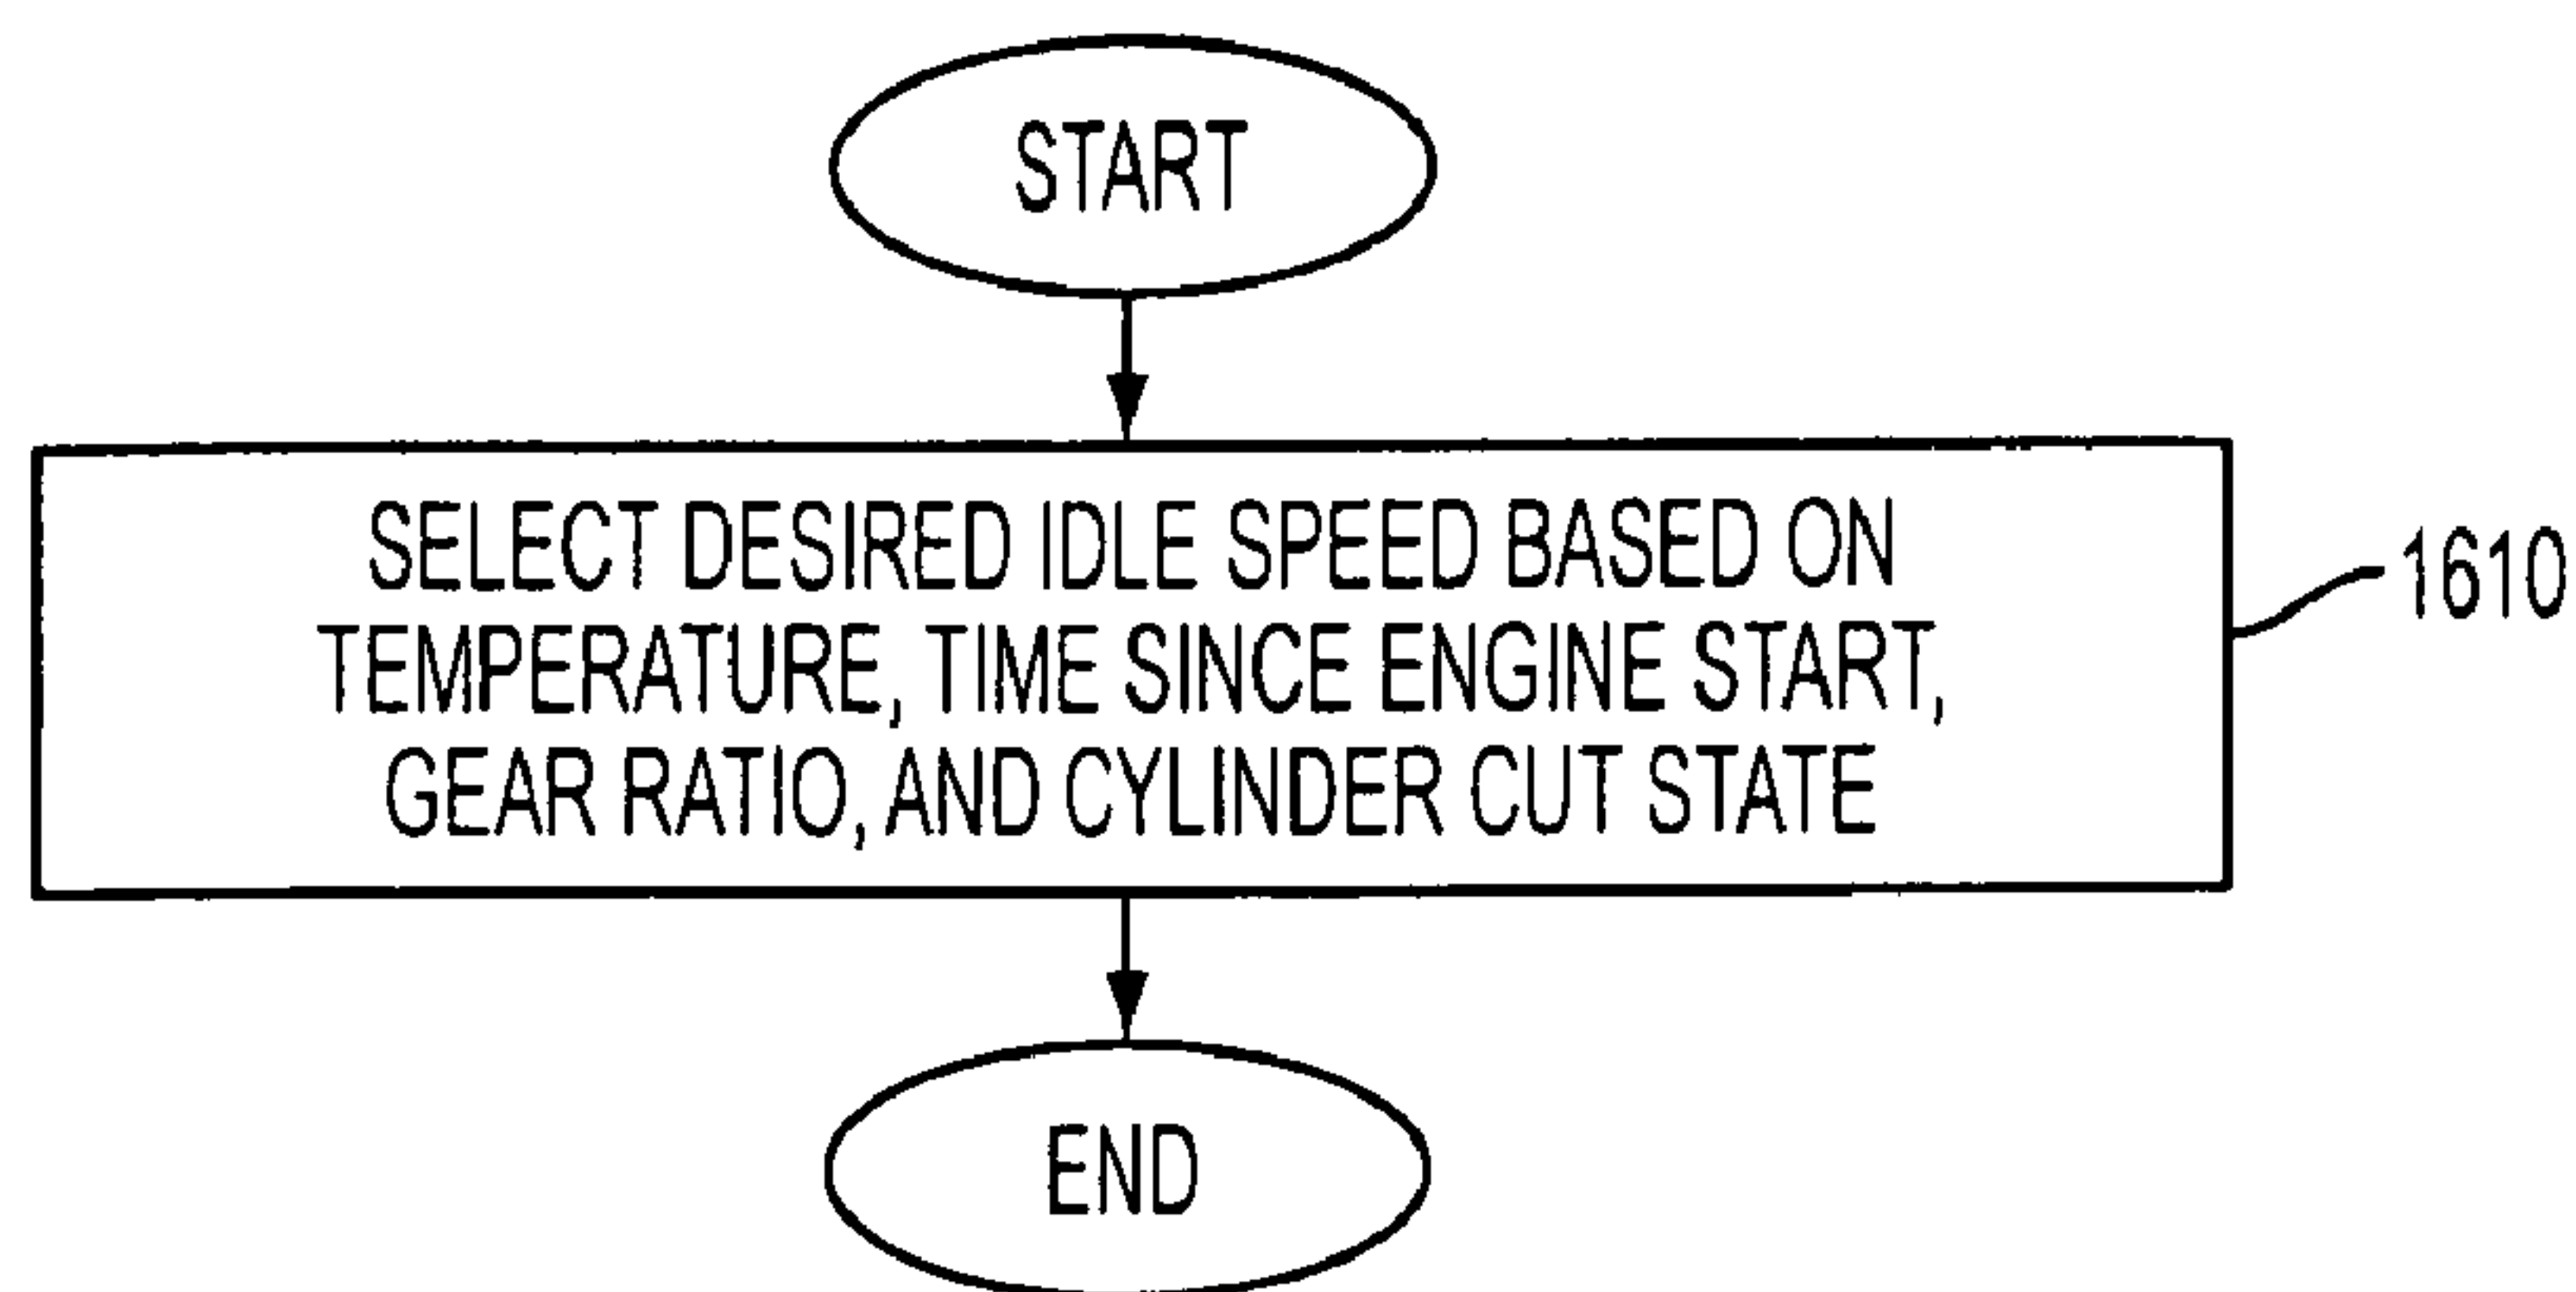 START
SELECT DESIRED IDLE SPEED BASED ON
TEMPERATURE, TIME SINCE ENGINE START,
GEAR RATIO, AND CYLINDER CUT STATE
1610
END